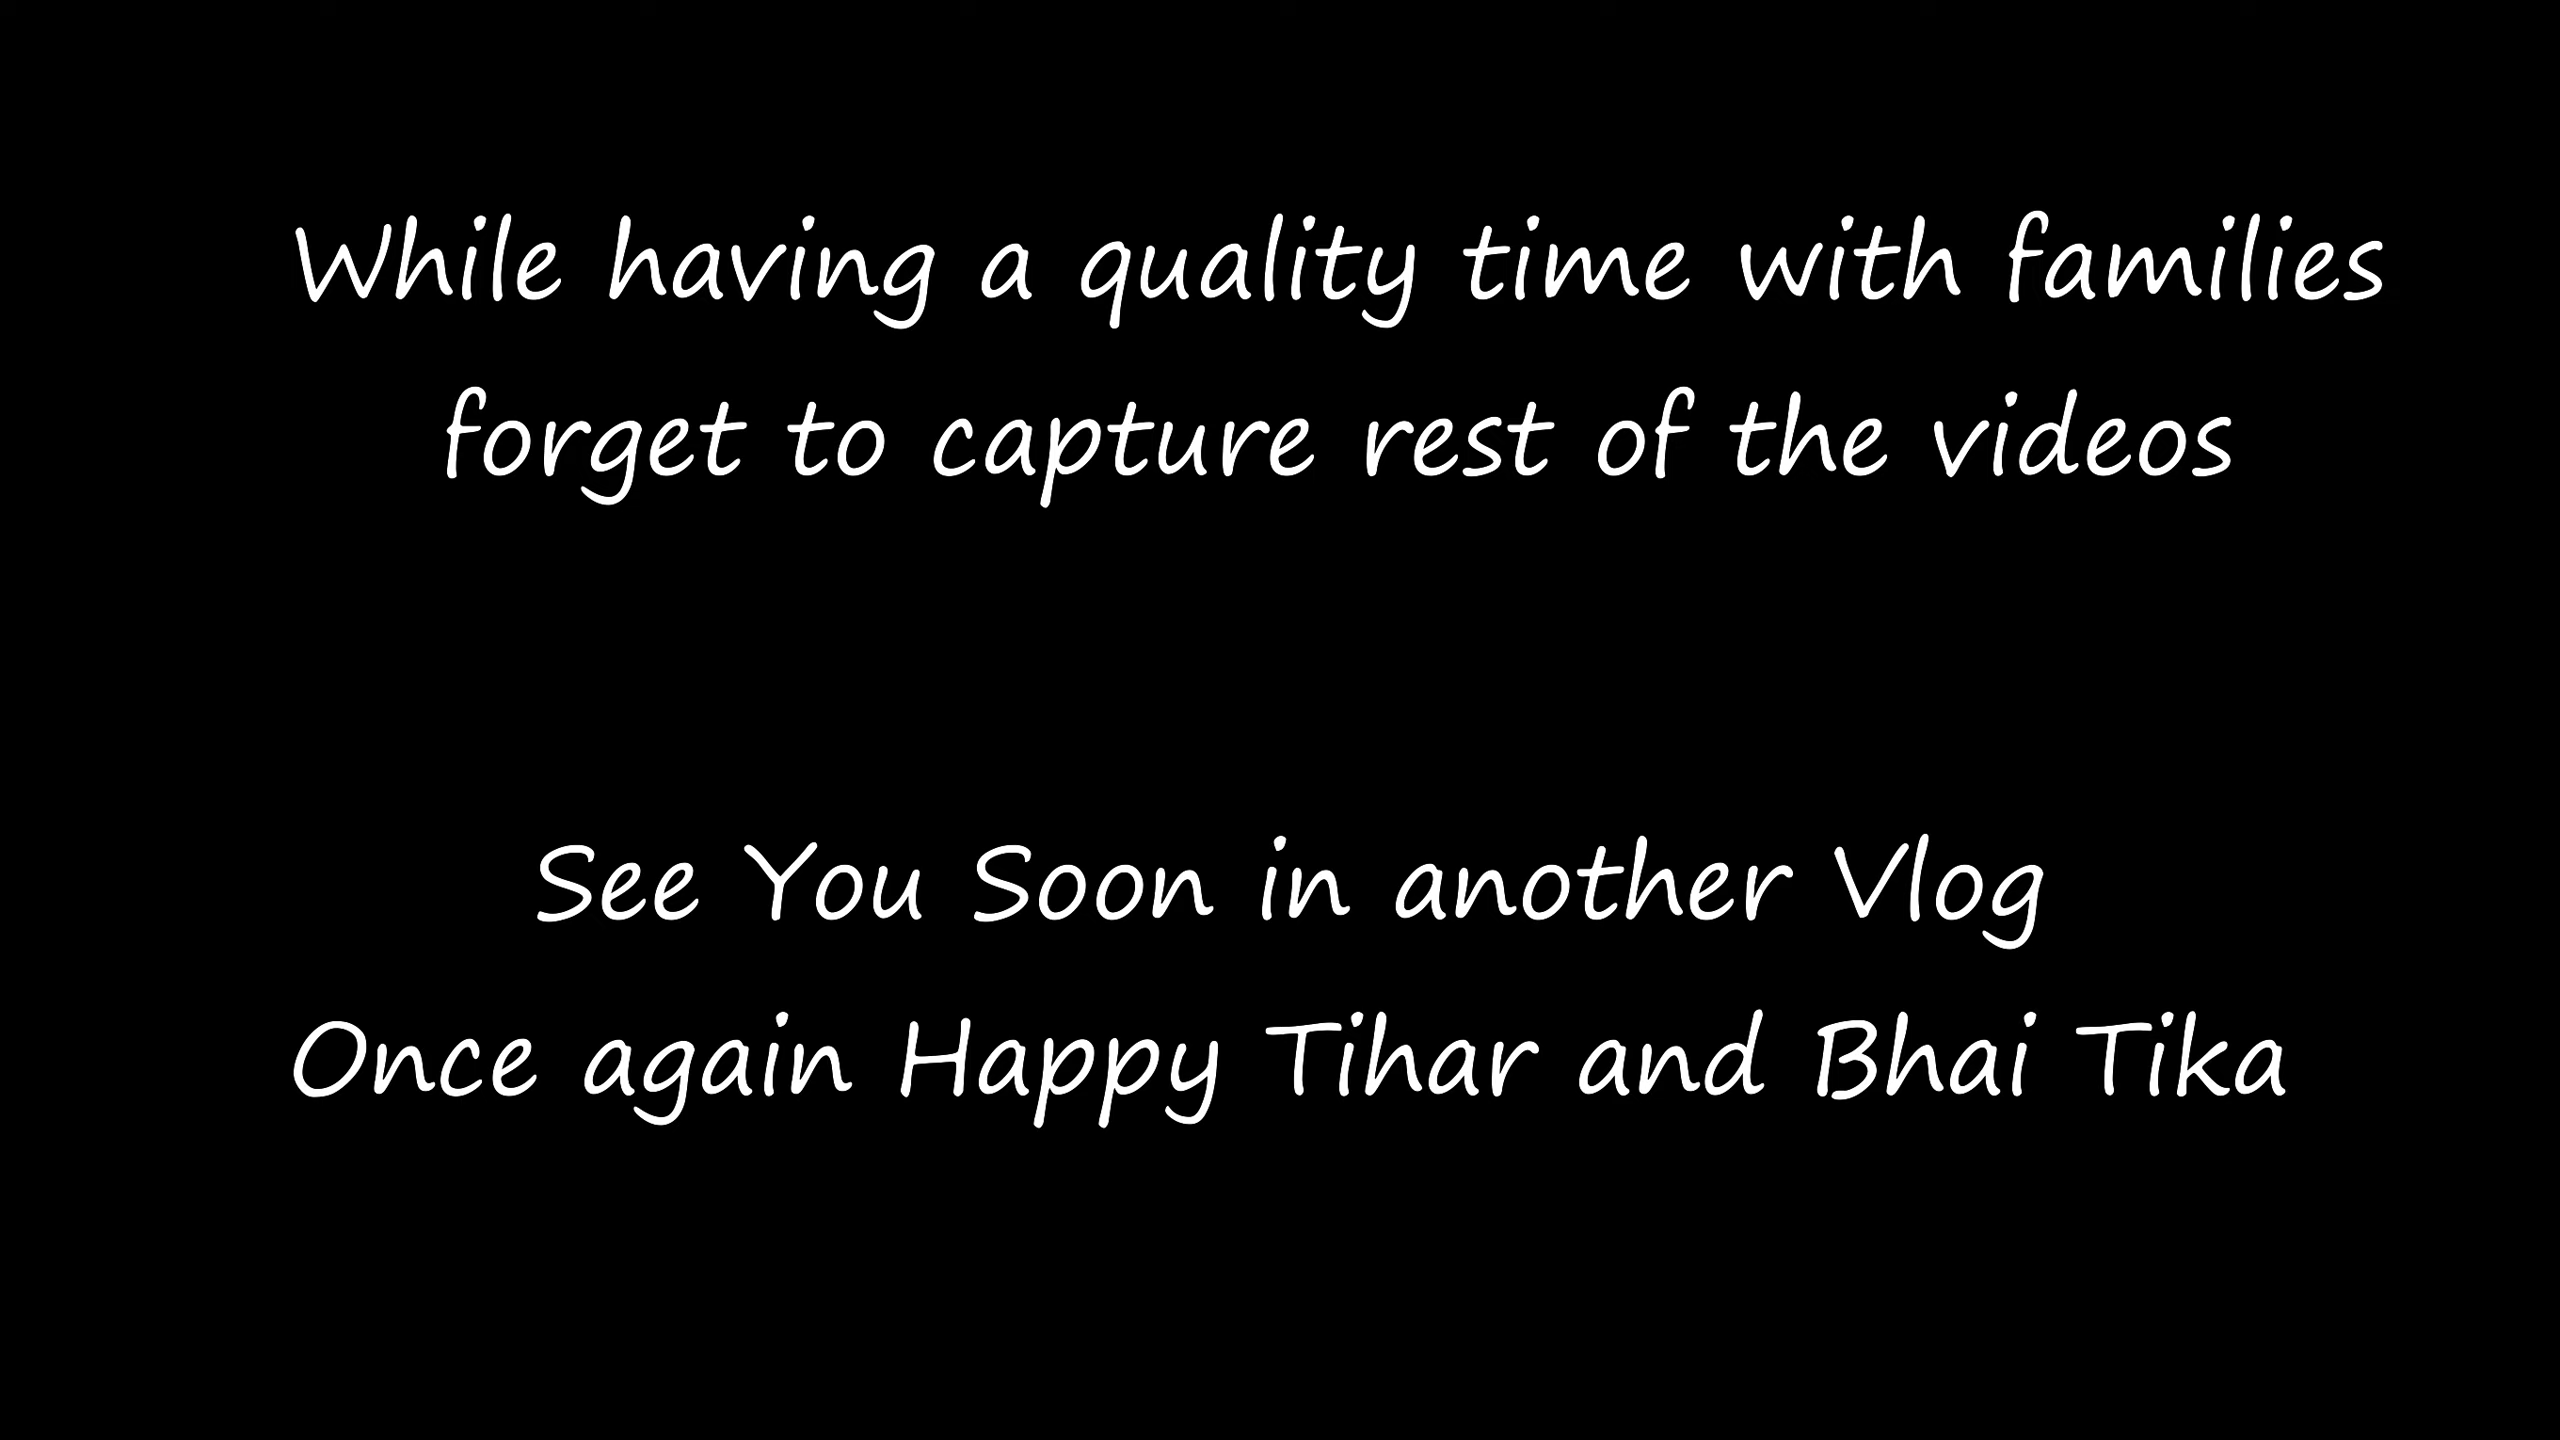 While having a quality time with families
forget to capture rest of the videos
See You Soon in another Vlog
Once again Happy Tihar and Bhai Tika